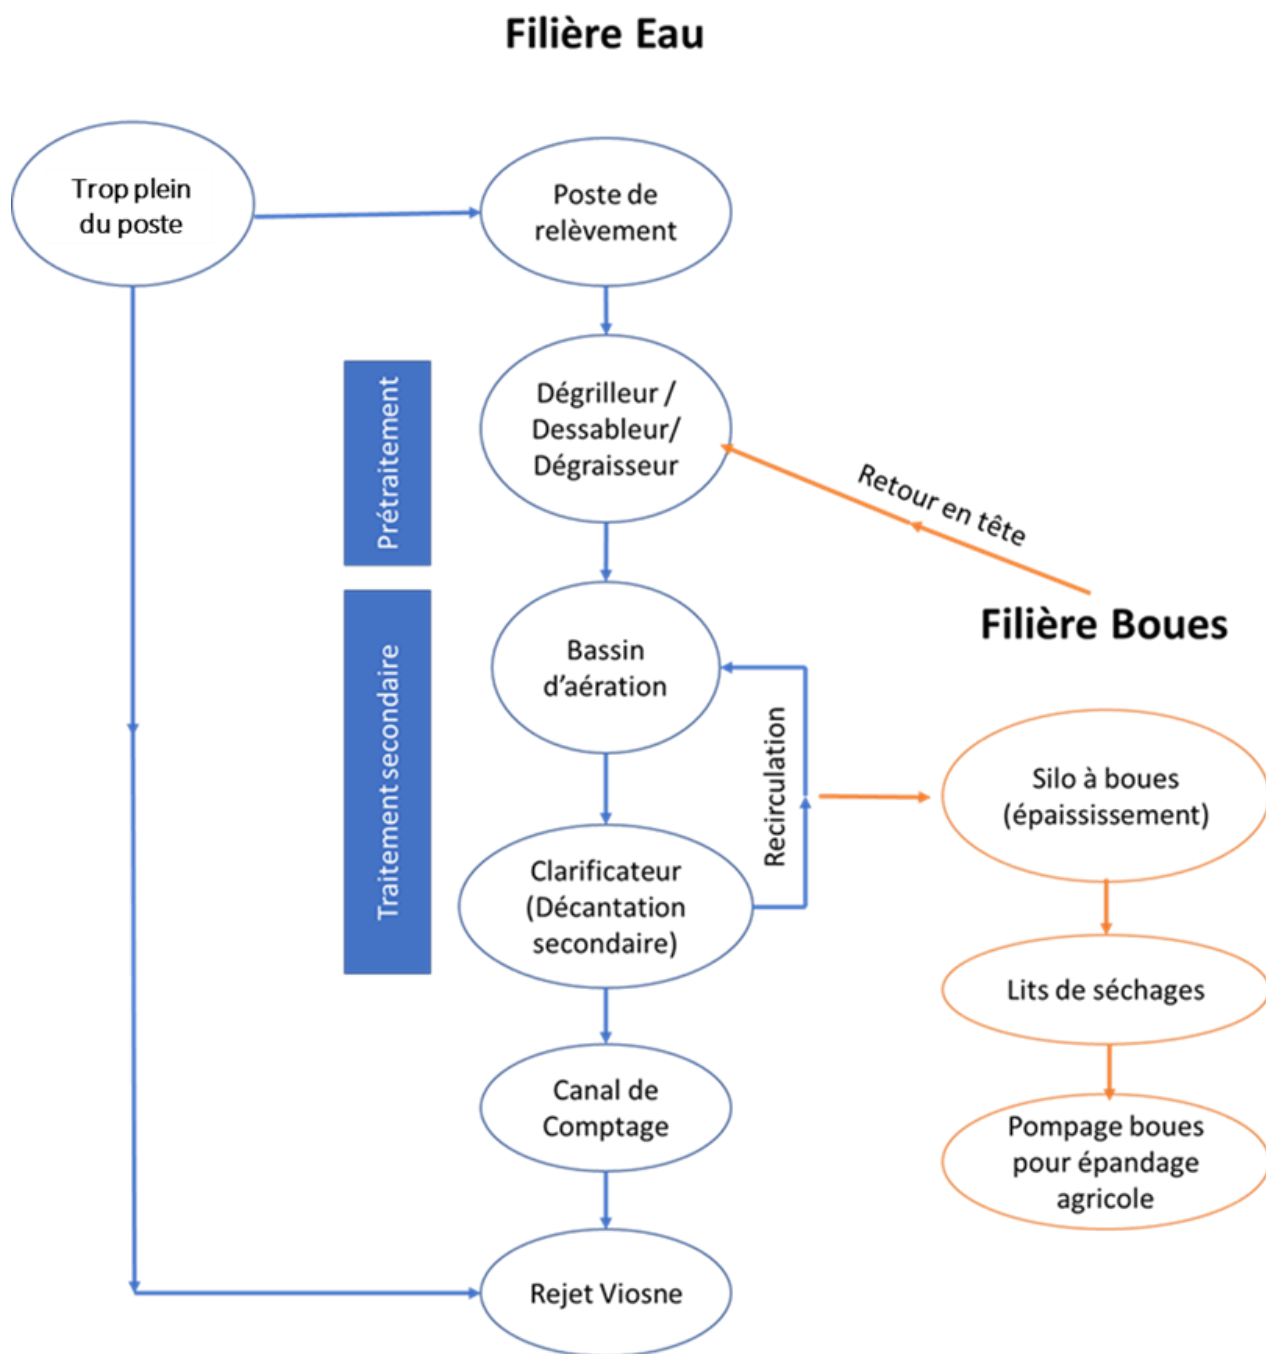 Filière Eau
Trop plein
du poste
Poste de
relèvement
Prétraitement
Dégrilleur /
Dessableur/
Dégraisseur
Retour en tête
Filière Boues
Traitement secondaire
Bassin
d'aération
Recirculation
Silo à boues
(épaississement)
Clarificateur
(Décantation
secondaire)
Lits de séchages
Canal de
Comptage
Pompage boues
pour épandage
agricole
Rejet Viosne